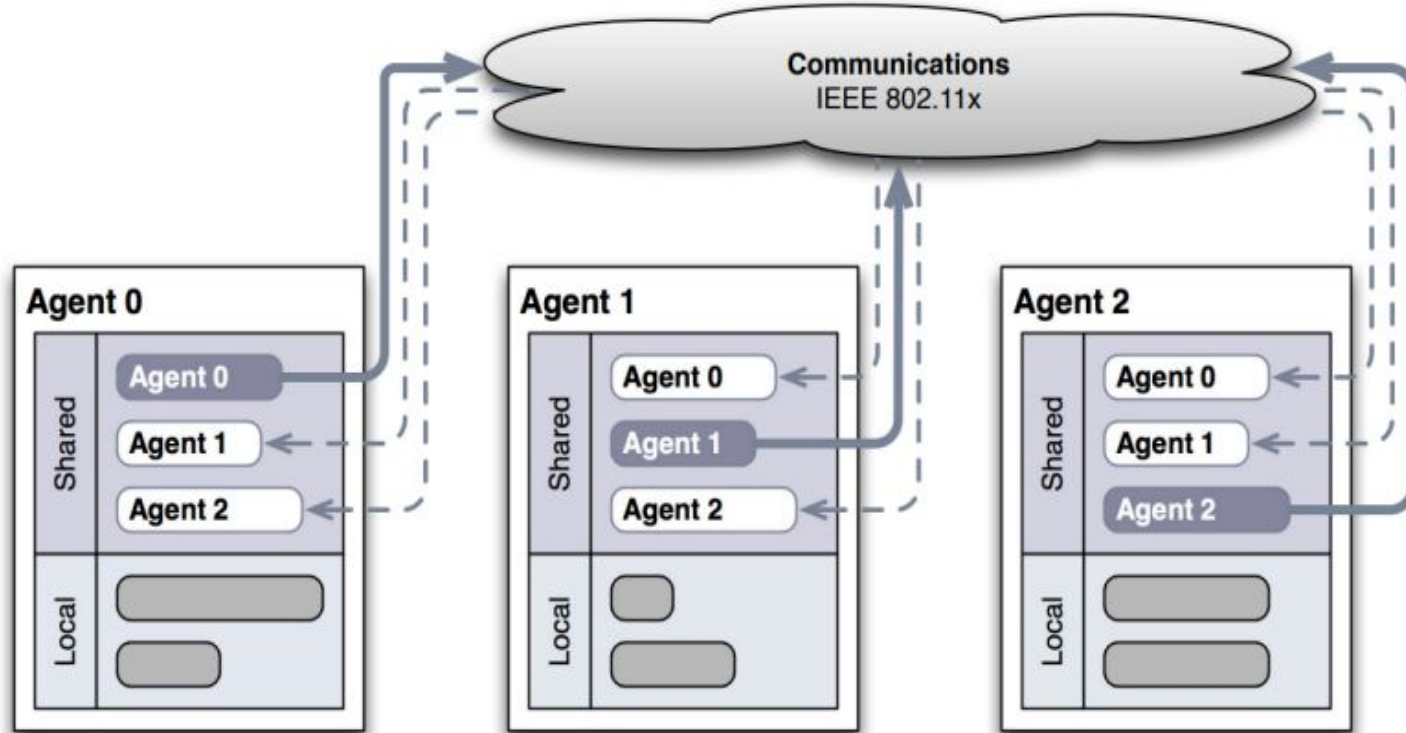 Communications
IEEE 802.11x
Agent 0
Shared
Agent 0
Agent 1
Agent 2
Local
Agent 1
Shared
Agent 0
Agent 1
Agent 2
Local
Agent 2
Shared
Agent 0
Agent 1
Agent 2
Local